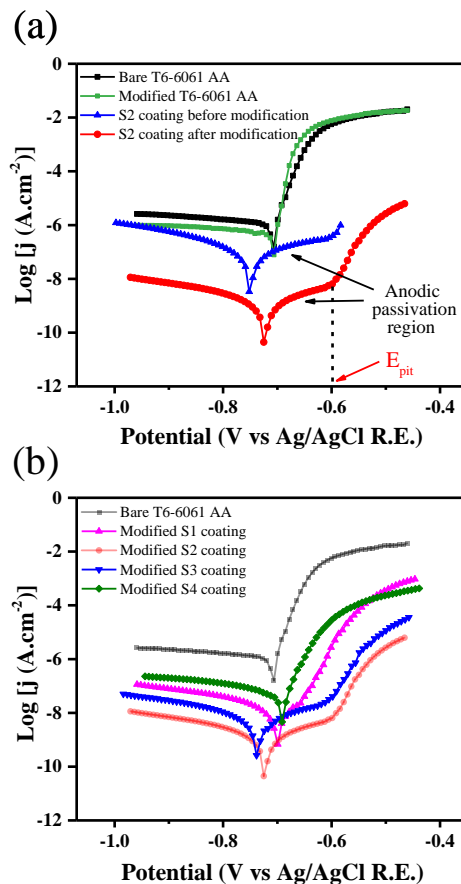 (a)
0
-2
-4
-6
-8
-10
-12
Log [j (A.cm⁻²)]
Bare T6-6061 AA
Modified T6-6061 AA
S2 coating before modification
S2 coating after modification
Anodic
passivation
region
E_pit
-1.0 -0.8 -0.6 -0.4
Potential (V vs Ag/AgCl R.E.)
(b)
0
-2
-4
-6
-8
-10
-12
Log [j (A.cm⁻²)]
Bare T6-6061 AA
Modified S1 coating
Modified S2 coating
Modified S3 coating
Modified S4 coating
-1.0 -0.8 -0.6 -0.4
Potential (V vs Ag/AgCl R.E.)